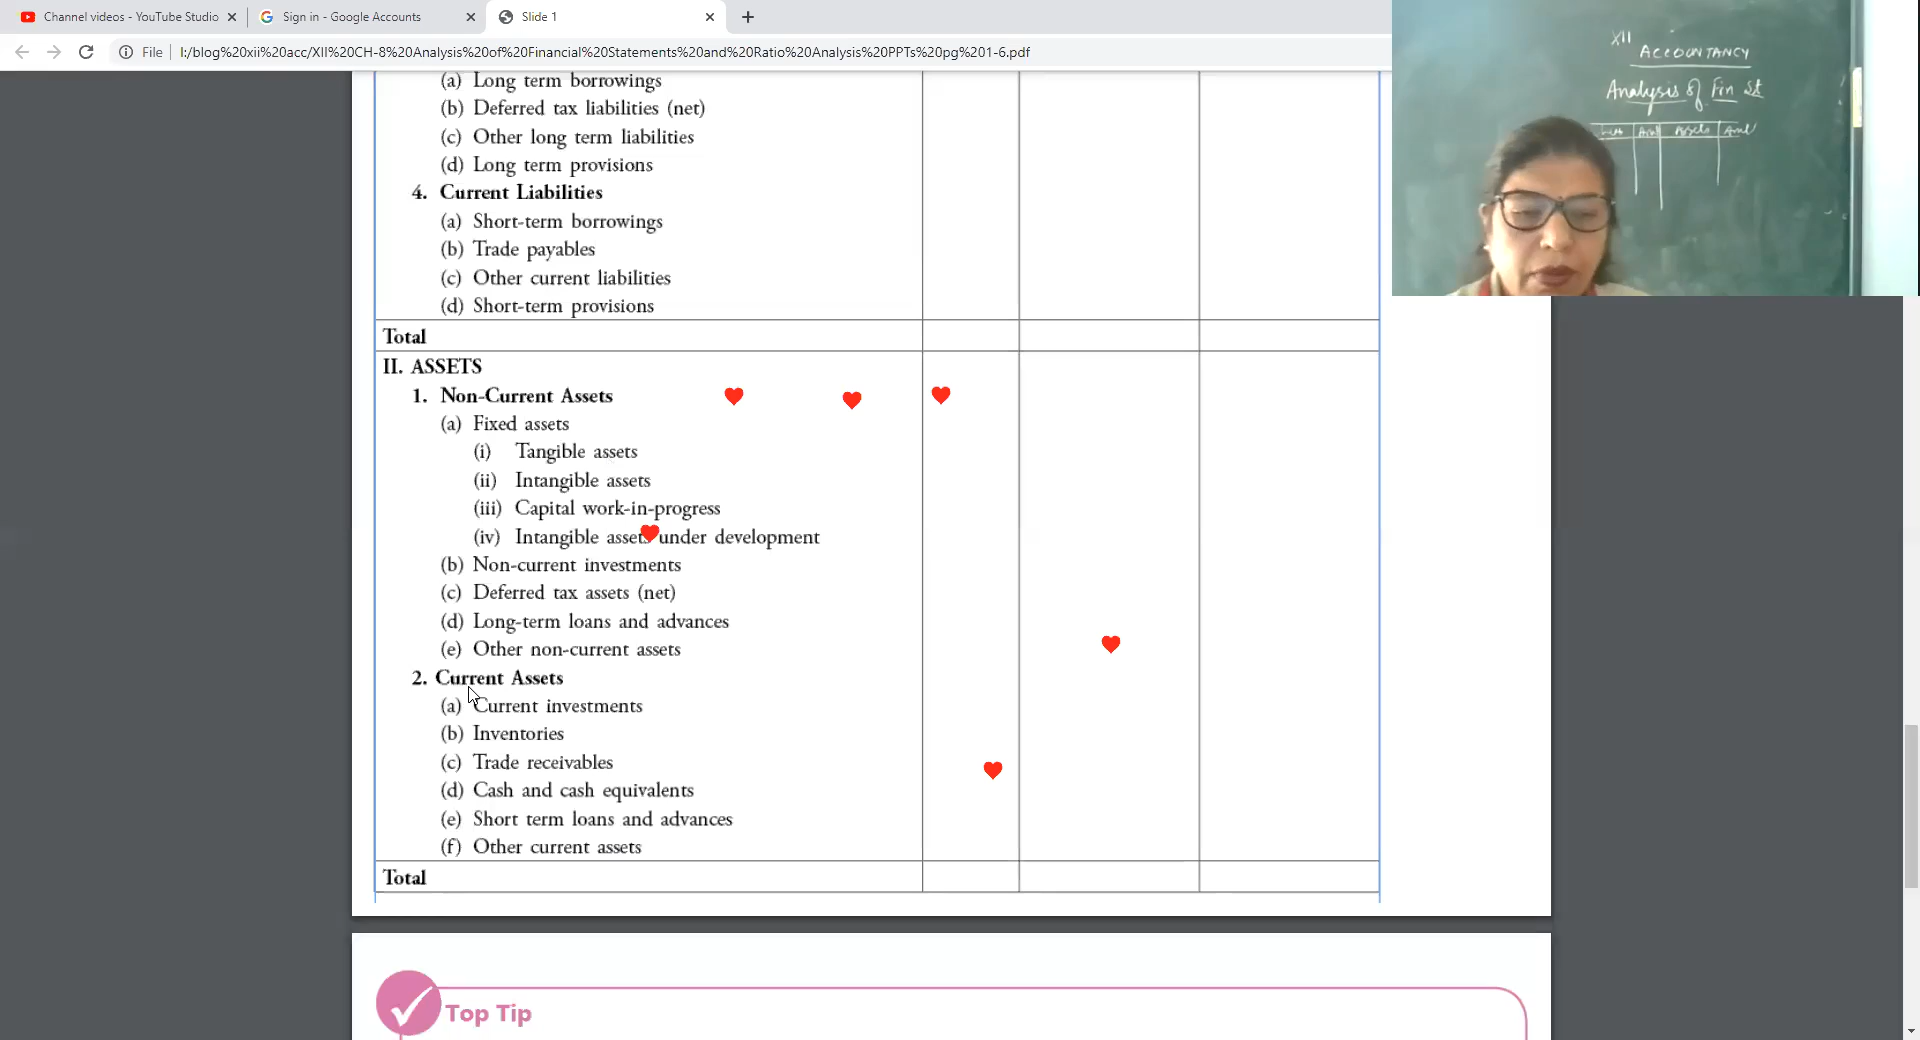 Channel videos - YouTube Studio
Sign in - Google Accounts
Slide 1
File
I:/blog%20xii%20acc/XII%20CH-8%20Analysis%20of%20Financial%20Statements%20and%20Ratio%20Analysis%20PPTs%20pg%201-6.pdf
XII
ACCOUNTANCY
Analysis of Fin St
Amt Assets Amt
(a) Long term borrowings
(b) Deferred tax liabilities (net)
(c) Other long term liabilities
(d) Long term provisions
4. Current Liabilities
(a) Short-term borrowings
(b) Trade payables
(c) Other current liabilities
(d) Short-term provisions
Total
II. ASSETS
1. Non-Current Assets
(a) Fixed assets
(i) Tangible assets
(ii) Intangible assets
(iii) Capital work-in-progress
(iv) Intangible assets under development
(b) Non-current investments
(c) Deferred tax assets (net)
(d) Long-term loans and advances
(e) Other non-current assets
2. Current Assets
(a) Current investments
(b) Inventories
(c) Trade receivables
(d) Cash and cash equivalents
(e) Short term loans and advances
(f) Other current assets
Total
Top Tip